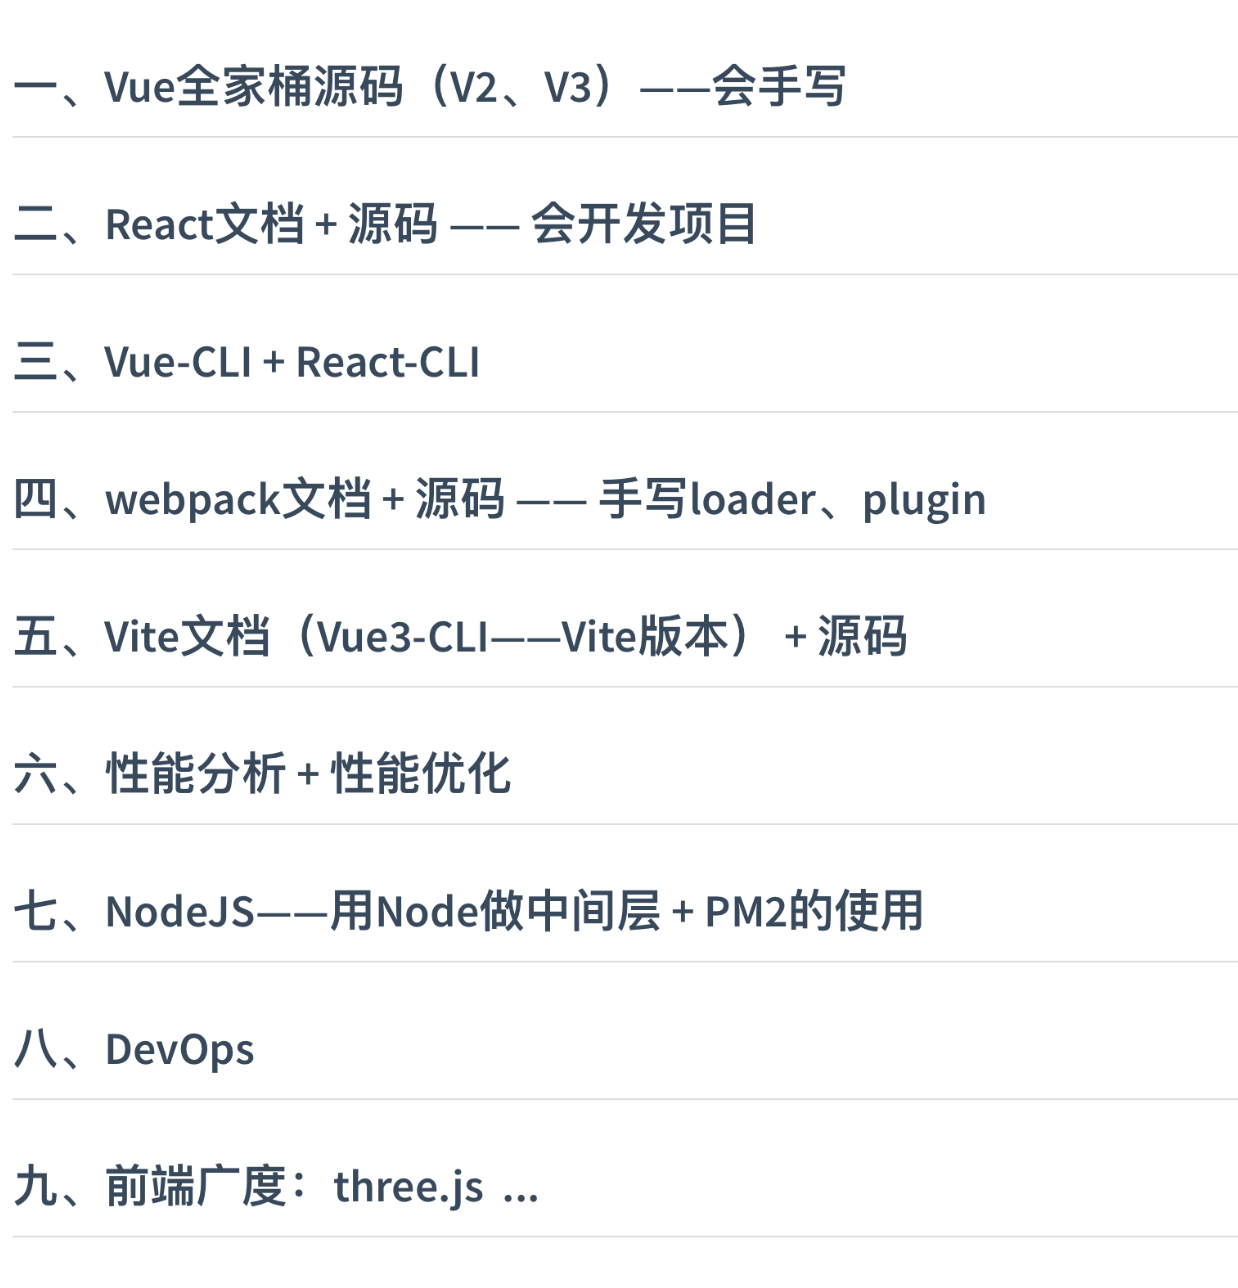 一、Vue全家桶源码（V2、V3）——会手写
二、React文档 + 源码 —— 会开发项目
三、Vue-CLI + React-CLI
四、webpack文档 + 源码 —— 手写loader、plugin
五、Vite文档（Vue3-CLI——Vite版本） + 源码
六、性能分析 + 性能优化
七、NodeJS——用Node做中间层 + PM2的使用
八、DevOps
九、前端广度：three.js ...